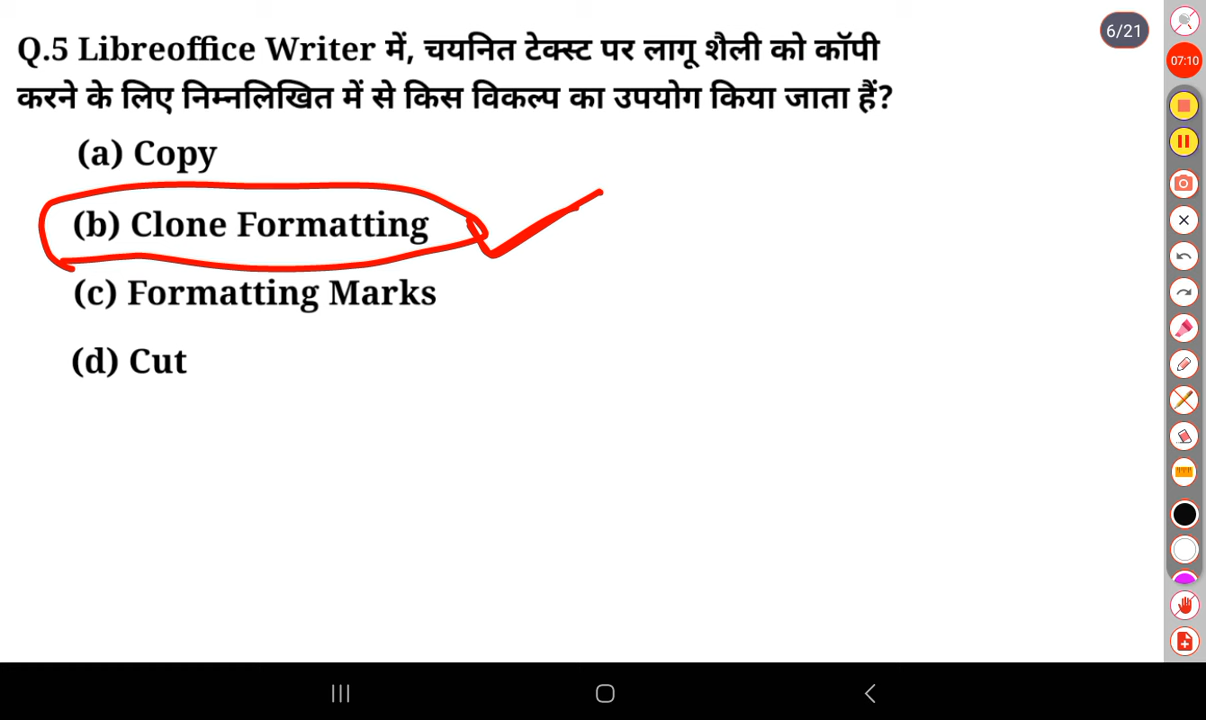 Q.5 Libreoffice Writer में, चयनित टेक्स्ट पर लागू शैली को कॉपी
करने के लिए निम्नलिखित में से किस विकल्प का उपयोग किया जाता हैं?
(a) Copy
(b) Clone Formatting
(c) Formatting Marks
(d) Cut
6/21
07:10